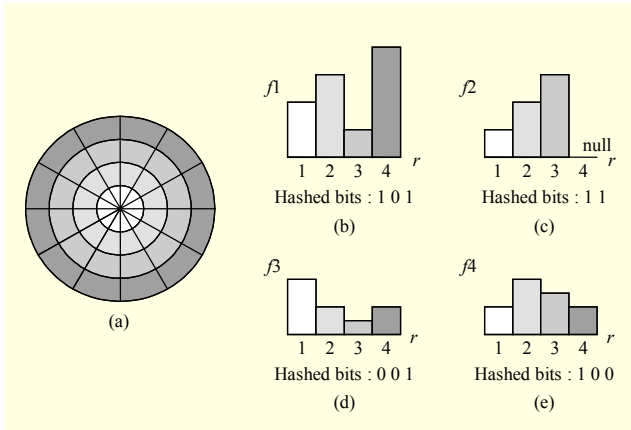 f1
1 2 3 4 r
Hashed bits : 1 0 1
(b)
f2
null
1 2 3 4 r
Hashed bits : 1 1
(c)
(a)
f3
1 2 3 4 r
Hashed bits : 0 0 1
(d)
f4
1 2 3 4 r
Hashed bits : 1 0 0
(e)